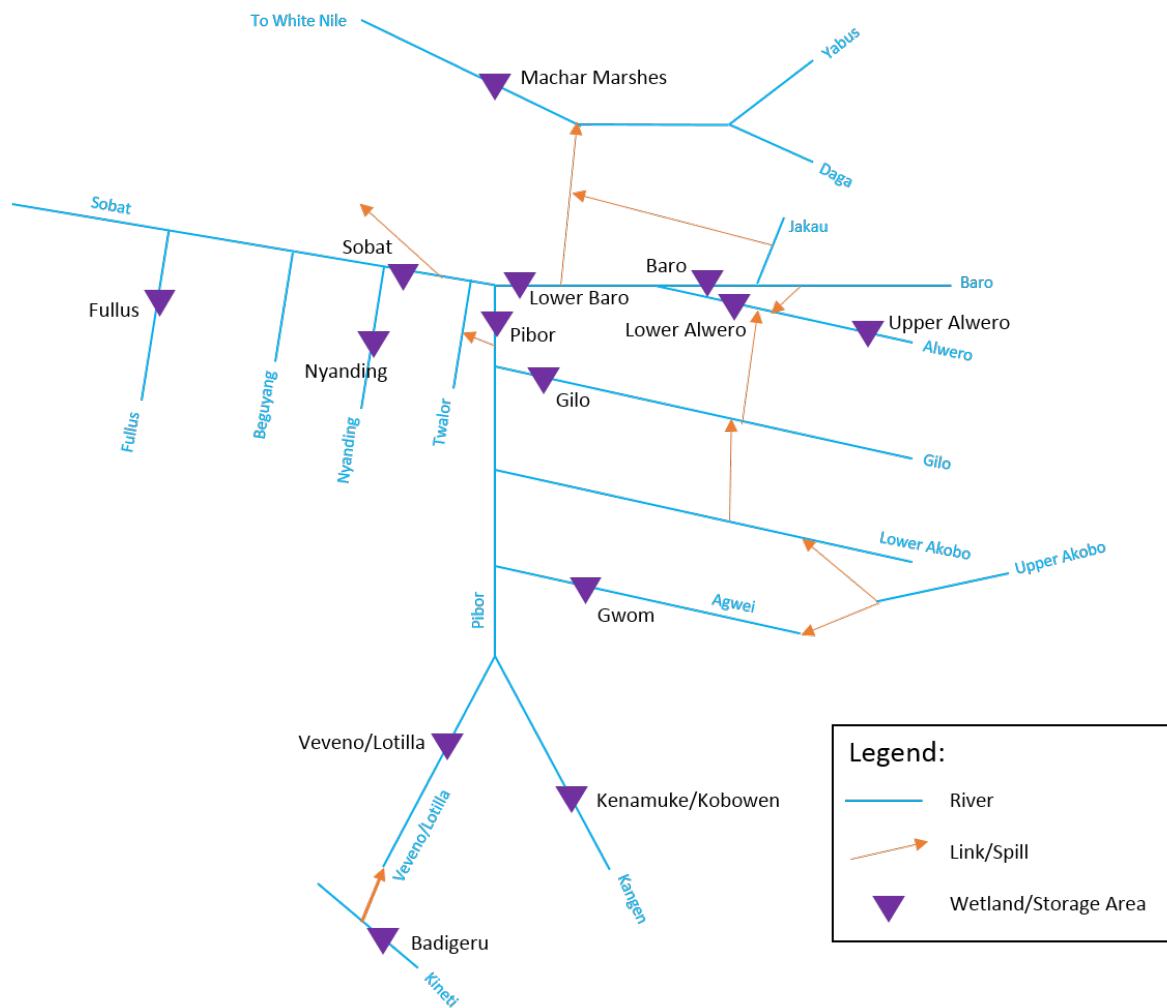 To White Nile
Yabus
Machar Marshes
Daga
Sobat
Jakau
Sobat
Baro
Baro
Fullus
Lower Baro
Pibor
Lower Alwero
Upper Alwero
Alwero
Nyanding
Gilo
Fullus
Beguyang
Nyanding
Twalor
Gilo
Lower Akobo
Upper Akobo
Pibor
Gwom
Agwei
Veveno/Lotilla
Veveno/Lotilla
Kenamuke/Kobowen
Kangen
Badigeru
Kineti
Legend:
River
Link/Spill
Wetland/Storage Area